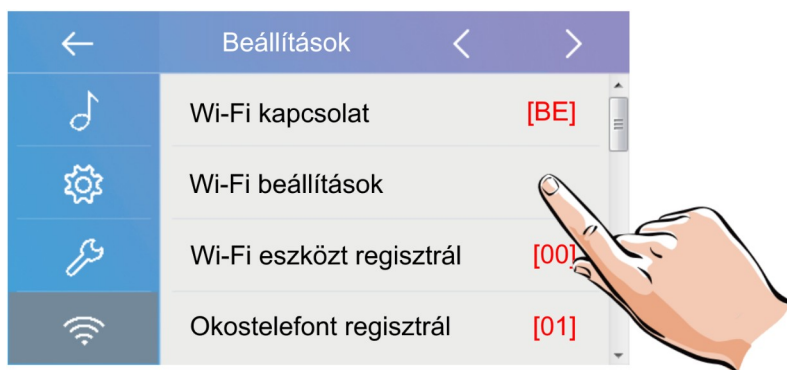 Beállítások
Wi-Fi kapcsolat [BE]
Wi-Fi beállítások
Wi-Fi eszközt regisztrál [00]
Okostelefont regisztrál [01]